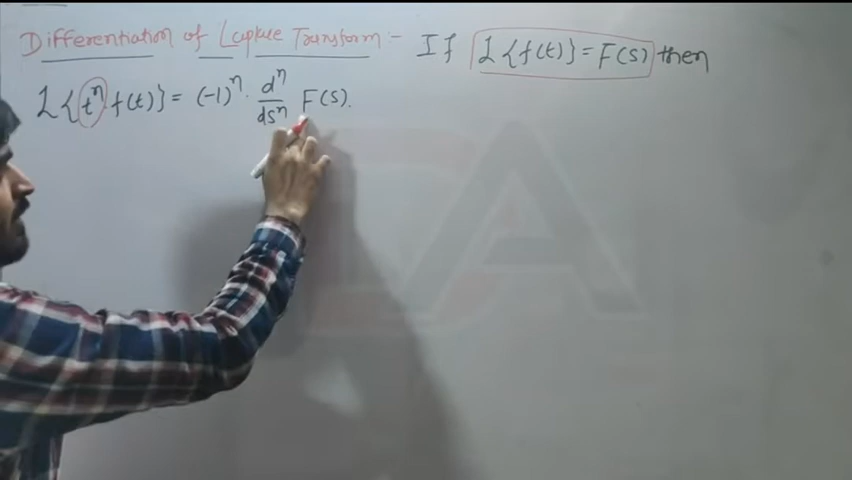 Differentiation of Laplace Transform - If L{f(t)} = F(s) then
L{tⁿ f(t)} = (-1)ⁿ · dⁿ/dsⁿ F(s).